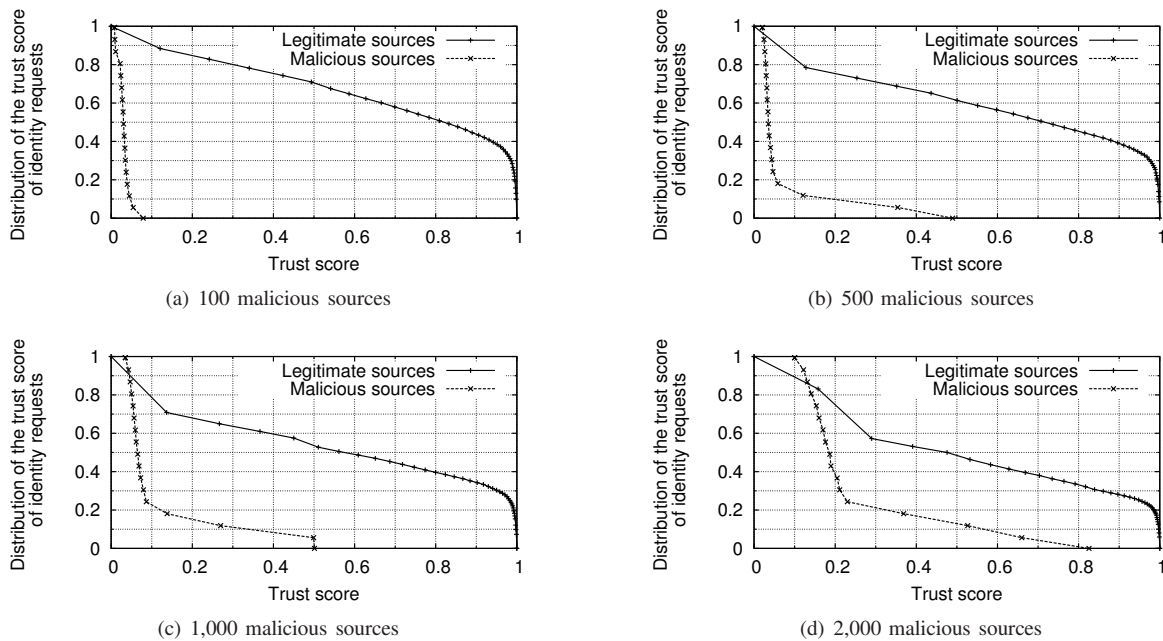 Distribution of the trust score
of identity requests
1
0.8
0.6
0.4
0.2
0
Legitimate sources
Malicious sources
0 0.2 0.4 0.6 0.8 1
Trust score
(a) 100 malicious sources
Distribution of the trust score
of identity requests
1
0.8
0.6
0.4
0.2
0
Legitimate sources
Malicious sources
0 0.2 0.4 0.6 0.8 1
Trust score
(b) 500 malicious sources
Distribution of the trust score
of identity requests
1
0.8
0.6
0.4
0.2
0
Legitimate sources
Malicious sources
0 0.2 0.4 0.6 0.8 1
Trust score
(c) 1,000 malicious sources
Distribution of the trust score
of identity requests
1
0.8
0.6
0.4
0.2
0
Legitimate sources
Malicious sources
0 0.2 0.4 0.6 0.8 1
Trust score
(d) 2,000 malicious sources